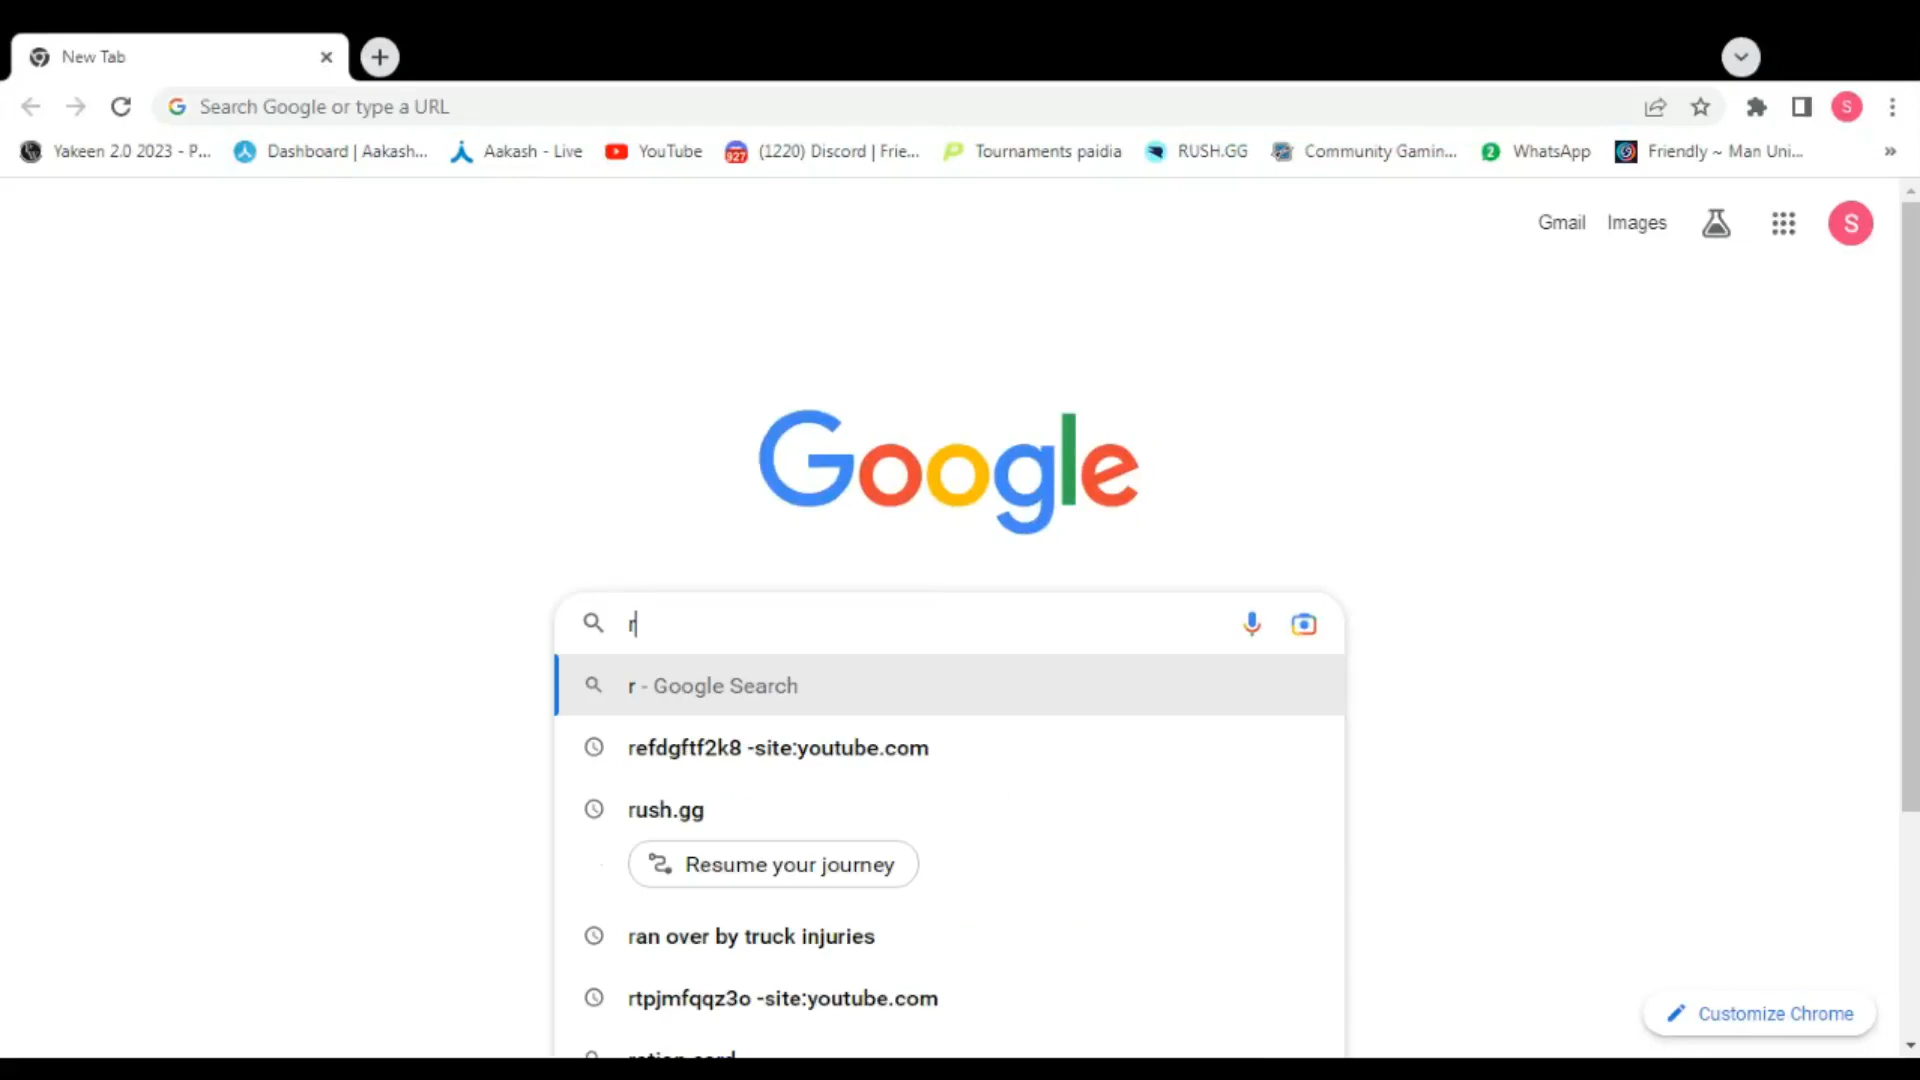 New Tab
Search Google or type a URL
S
Yakeen 2.0 2023 - P... Dashboard | Aakash... Aakash - Live YouTube 927 (1220) Discord | Frie... Tournaments paidia RUSH.GG Community Gamin... 2 WhatsApp Friendly ~ Man Uni... »
Gmail Images S
Google
r
r - Google Search
refdgftf2k8 -site:youtube.com
rush.gg
Resume your journey
ran over by truck injuries
rtpjmfqqz3o -site:youtube.com
Customize Chrome